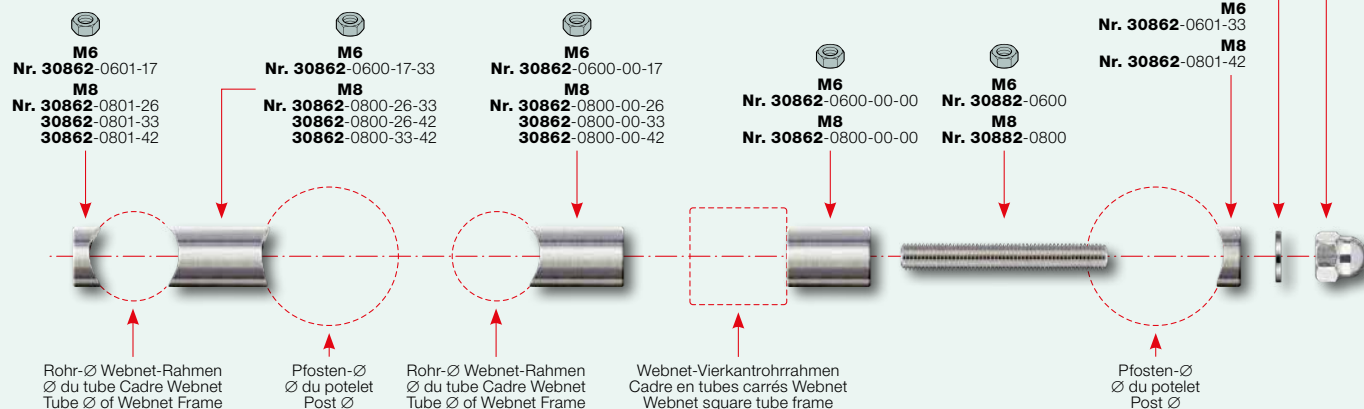 M6
Nr. 30862-0601-17
M8
Nr. 30862-0801-26
30862-0801-33
30862-0801-42
M6
Nr. 30862-0600-17-33
M8
Nr. 30862-0800-26-33
30862-0800-26-42
30862-0800-33-42
M6
Nr. 30862-0600-00-17
M8
Nr. 30862-0800-00-26
30862-0800-00-33
30862-0800-00-42
M6
Nr. 30862-0600-00-00
M8
Nr. 30862-0800-00-00
M6
Nr. 30882-0600
M8
Nr. 30882-0800
M6
Nr. 30862-0601-33
M8
Nr. 30862-0801-42
Rohr-Ø Webnet-Rahmen
Ø du tube Cadre Webnet
Tube Ø of Webnet Frame
Pfosten-Ø
Ø du potelet
Post Ø
Rohr-Ø Webnet-Rahmen
Ø du tube Cadre Webnet
Tube Ø of Webnet Frame
Webnet-Vierkantrohrrahmen
Cadre en tubes carrés Webnet
Webnet square tube frame
Pfosten-Ø
Ø du potelet
Post Ø